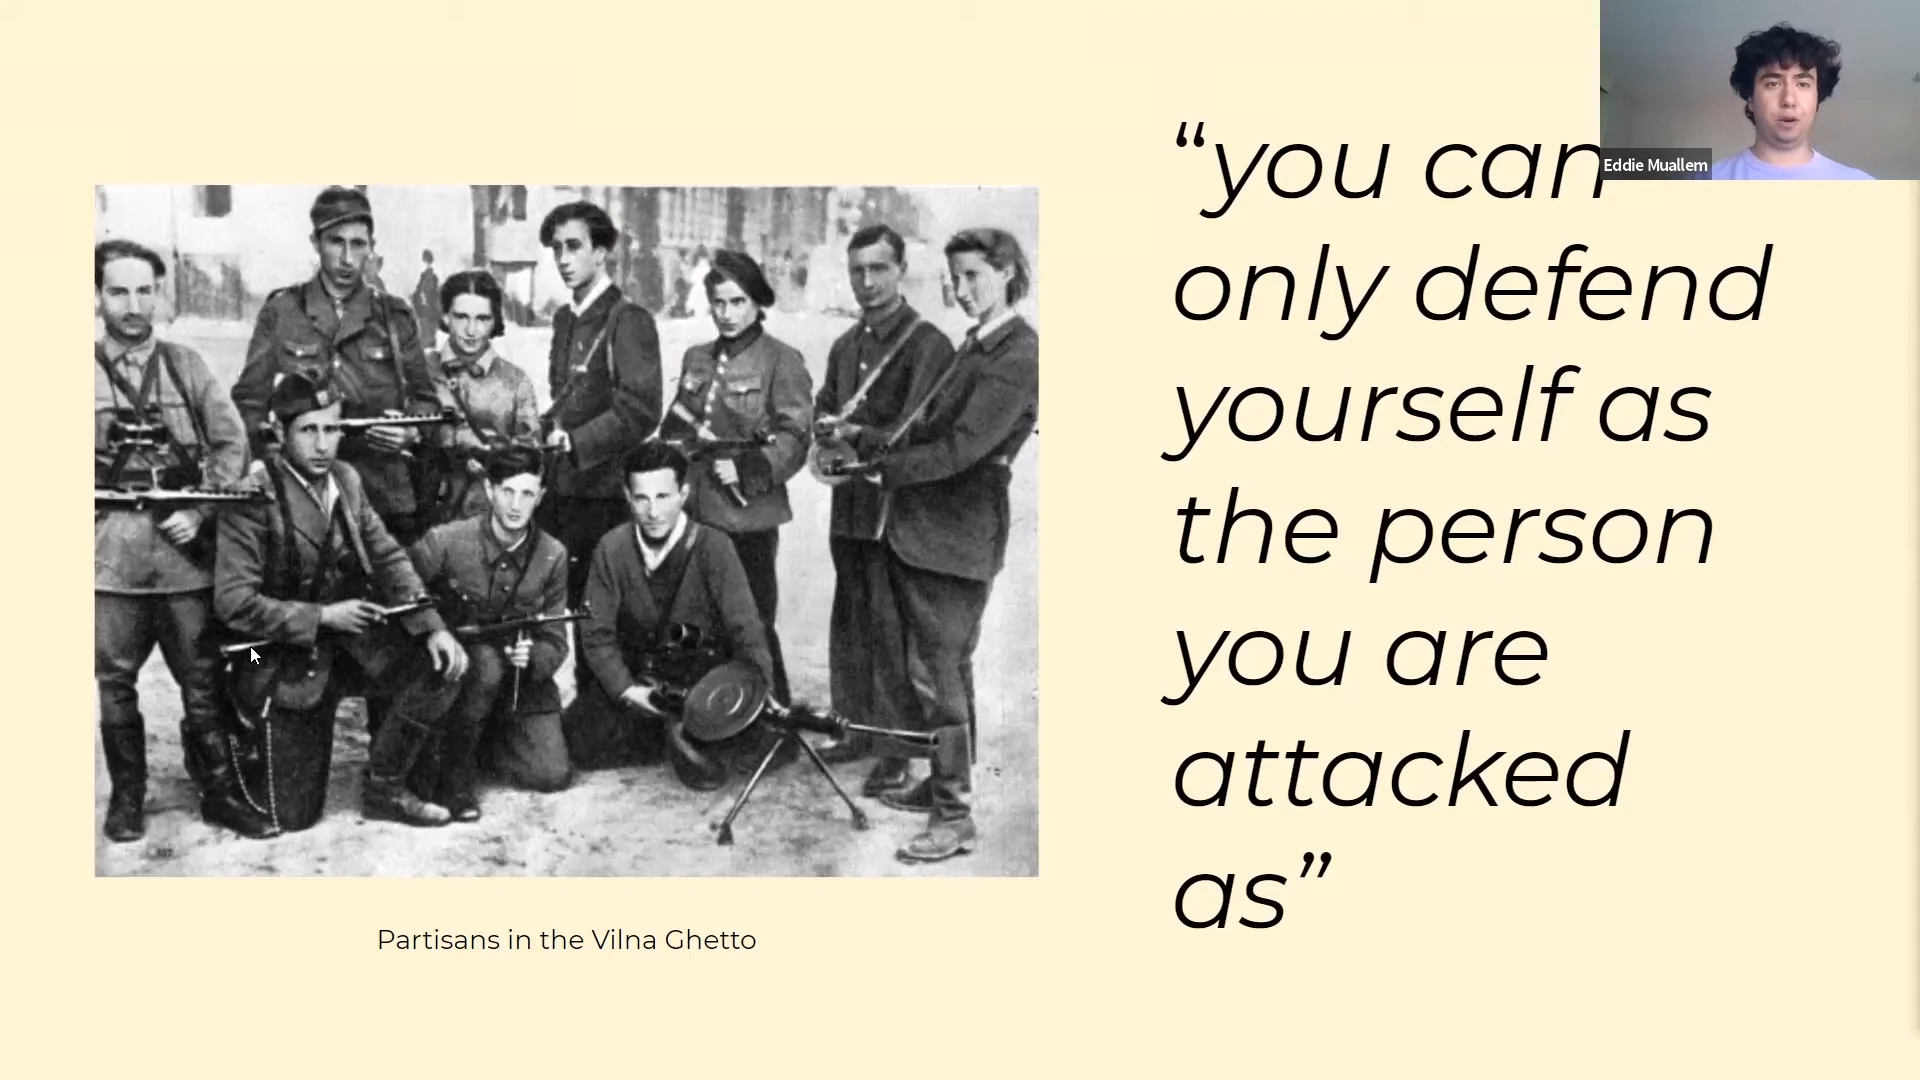 “you can
only defend
yourself as
the person
you are
attacked
as”
Eddie Muallem
Partisans in the Vilna Ghetto